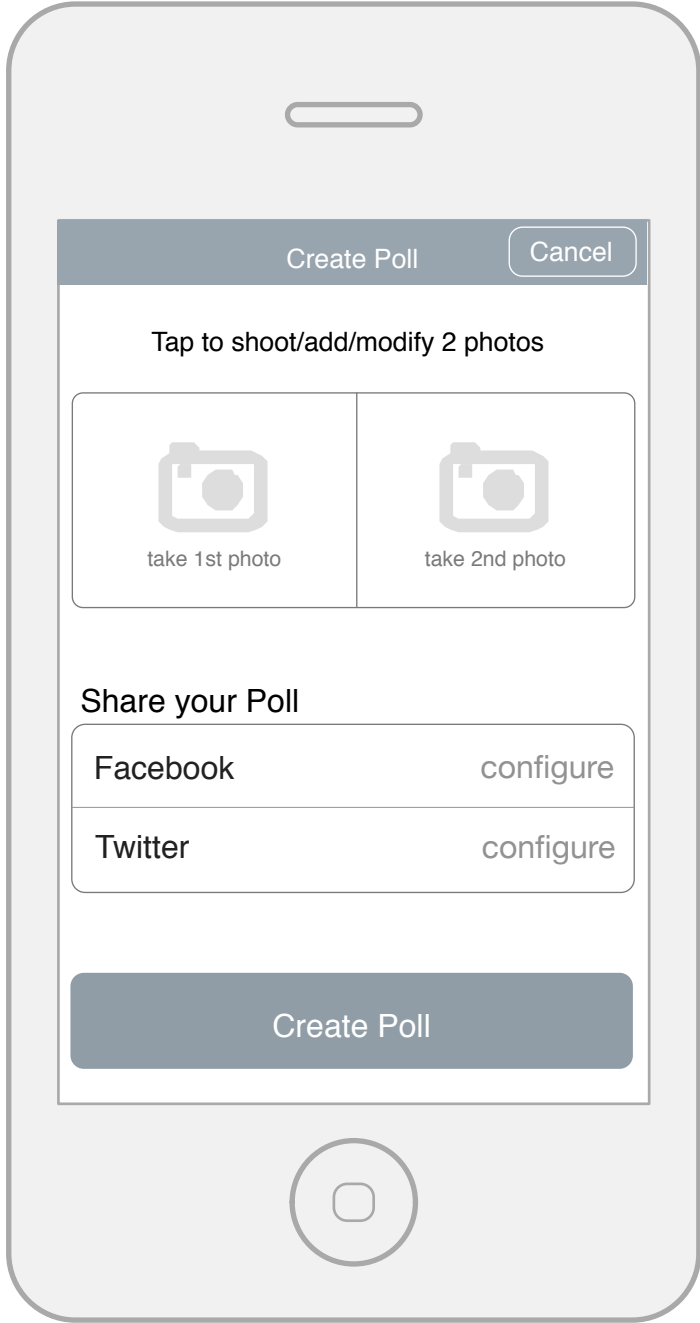 Create Poll
Cancel
Tap to shoot/add/modify 2 photos
take 1st photo
take 2nd photo
Share your Poll
Facebook configure
Twitter configure
Create Poll